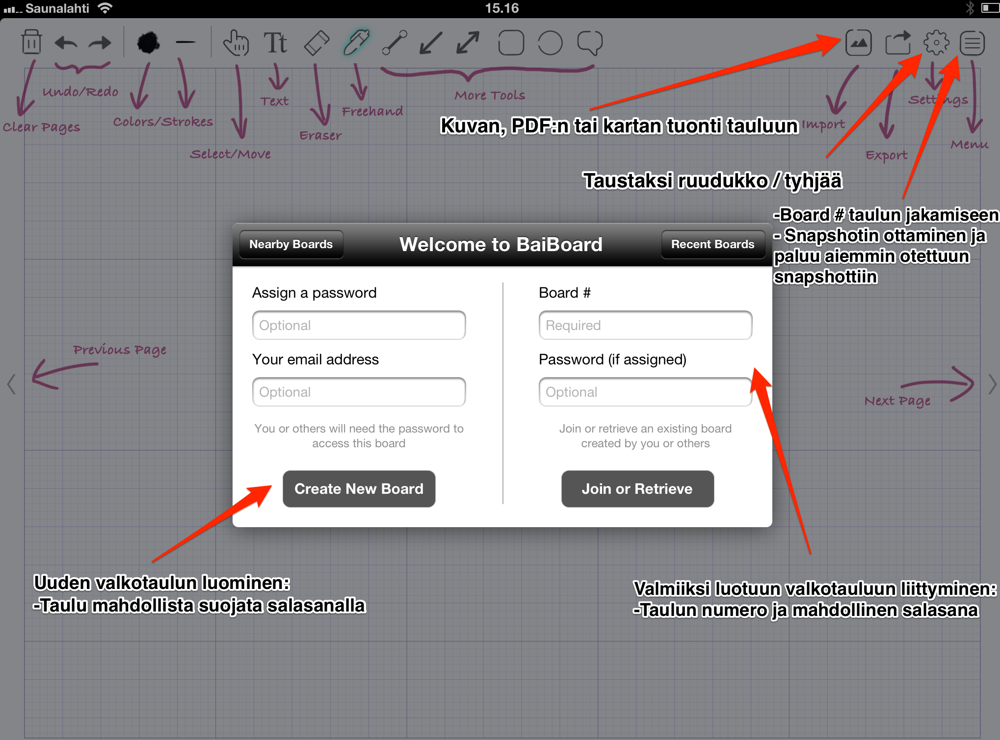 Saunalahti
15.16
Tt
Undo/Redo
Clear Pages
Colors/Strokes
Select/Move
Text
Eraser
Freehand
More Tools
Import
Export
Settings
Menu
Kuvan, PDF:n tai kartan tuonti tauluun
Taustaksi ruudukko / tyhjää
-Board # taulun jakamiseen
- Snapshotin ottaminen ja
paluu aiemmin otettuun
snapshottiin
Nearby Boards
Welcome to BaiBoard
Recent Boards
Assign a password
Optional
Your email address
Optional
You or others will need the password to
access this board
Create New Board
Board #
Required
Password (if assigned)
Optional
Join or retrieve an existing board
created by you or others
Join or Retrieve
Previous Page
Next Page
Uuden valkotaulun luominen:
-Taulu mahdollista suojata salasanalla
Valmiiksi luotuun valkotauluun liittyminen:
-Taulun numero ja mahdollinen salasana